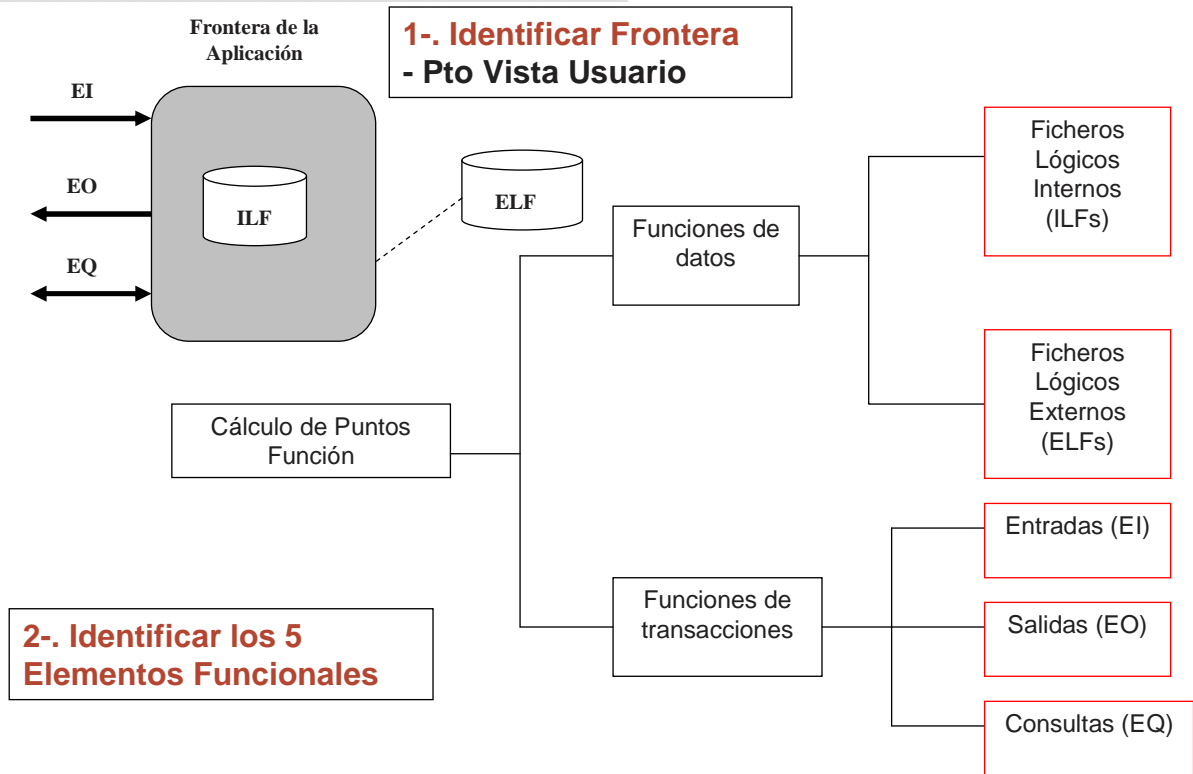 Frontera de la
Aplicación
1-. Identificar Frontera
- Pto Vista Usuario
EI
EO
EQ
ILF
ELF
Funciones de
datos
Ficheros
Lógicos
Internos
(ILFs)
Ficheros
Lógicos
Externos
(ELFs)
Cálculo de Puntos
Función
Funciones de
transacciones
Entradas (EI)
Salidas (EO)
Consultas (EQ)
2-. Identificar los 5
Elementos Funcionales